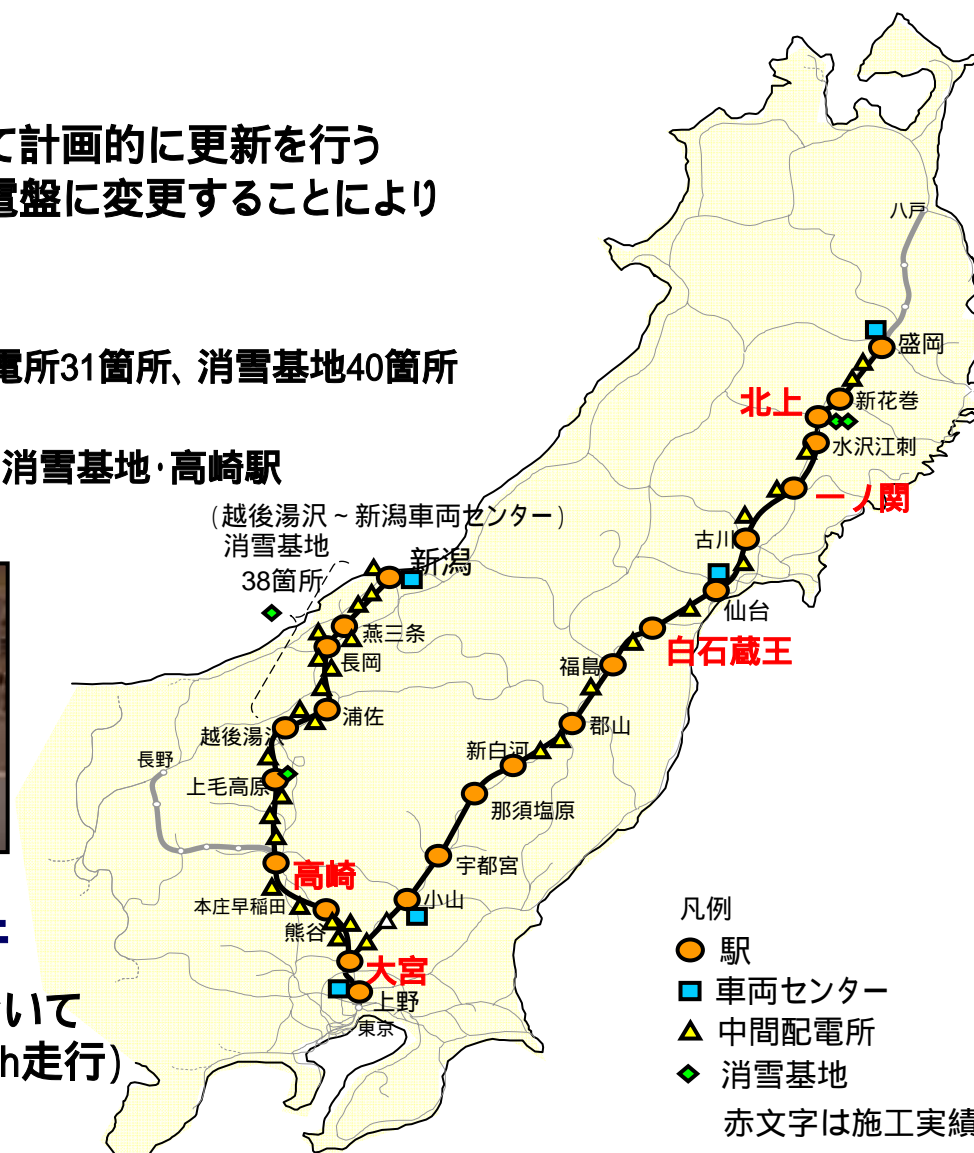 て計画的に更新を行う
電盤に変更することにより
電所31箇所、消雪基地40箇所
消雪基地・高崎駅
(越後湯沢~新潟車両センター)
消雪基地
38箇所
いて
h走行)
八戸
盛岡
新花巻
北上
水沢江刺
一ノ関
古川
仙台
白石蔵王
福島
郡山
新白河
那須塩原
宇都宮
小山
新潟
燕三条
長岡
浦佐
越後湯沢
長野
上毛高原
高崎
本庄早稲田
熊谷
大宮
上野
東京
凡例
駅
車両センター
中間配電所
消雪基地
赤文字は施工実績